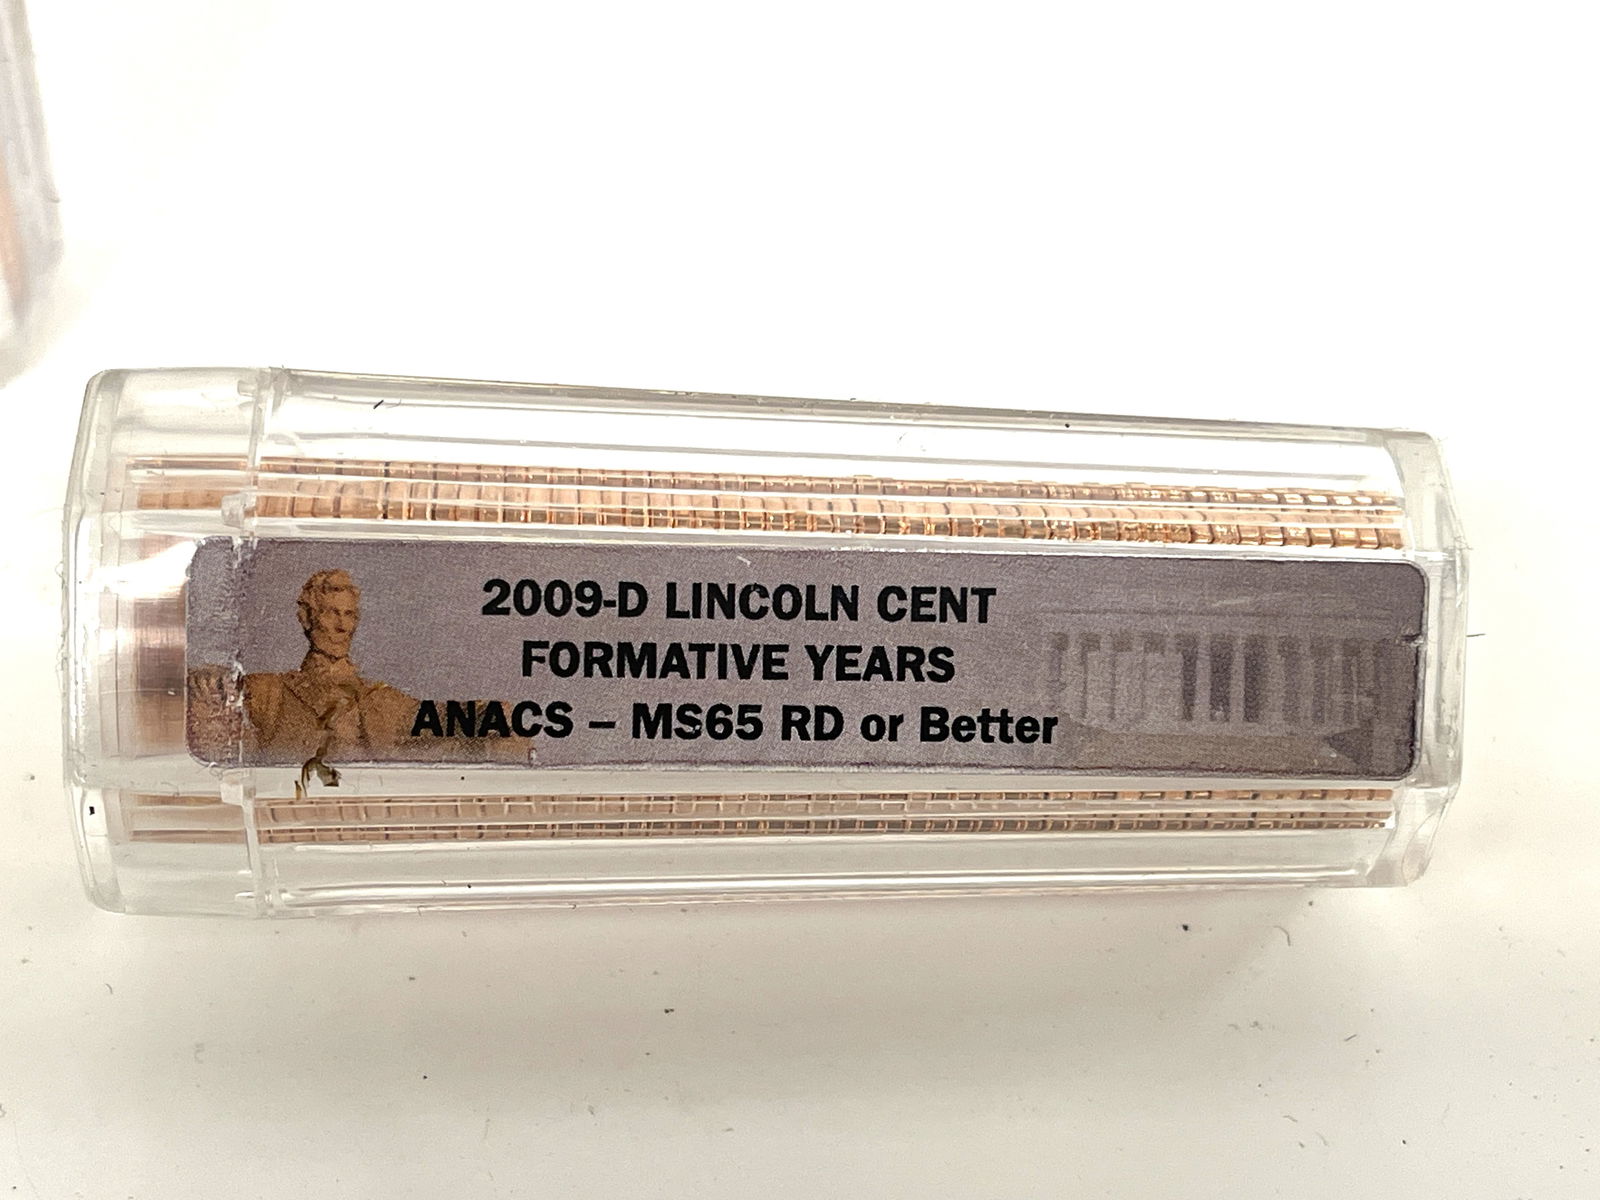 2009-D LINCOLN CENT
FORMATIVE YEARS
ANACS – MS65 RD or Better